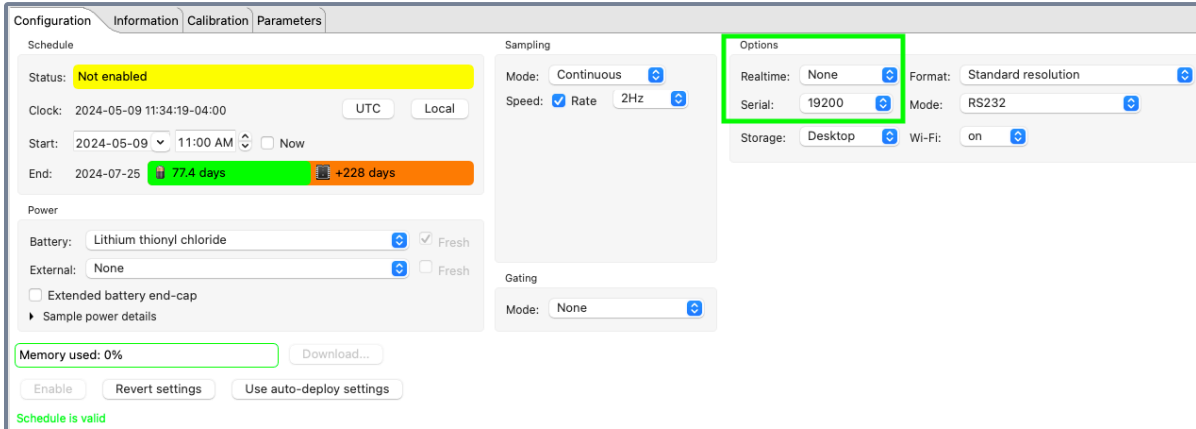 Configuration Information Calibration Parameters
Schedule
Status: Not enabled
Clock: 2024-05-09 11:34:19-04:00 UTC Local
Start: 2024-05-09 11:00 AM Now
End: 2024-07-25 77.4 days +228 days
Power
Battery: Lithium thionyl chloride Fresh
External: None Fresh
Extended battery end-cap
Sample power details
Sampling
Mode: Continuous
Speed: Rate 2Hz
Gating
Mode: None
Options
Realtime: None Format: Standard resolution
Serial: 19200 Mode: RS232
Storage: Desktop Wi-Fi: on
Memory used: 0% Download...
Enable Revert settings Use auto-deploy settings
Schedule is valid